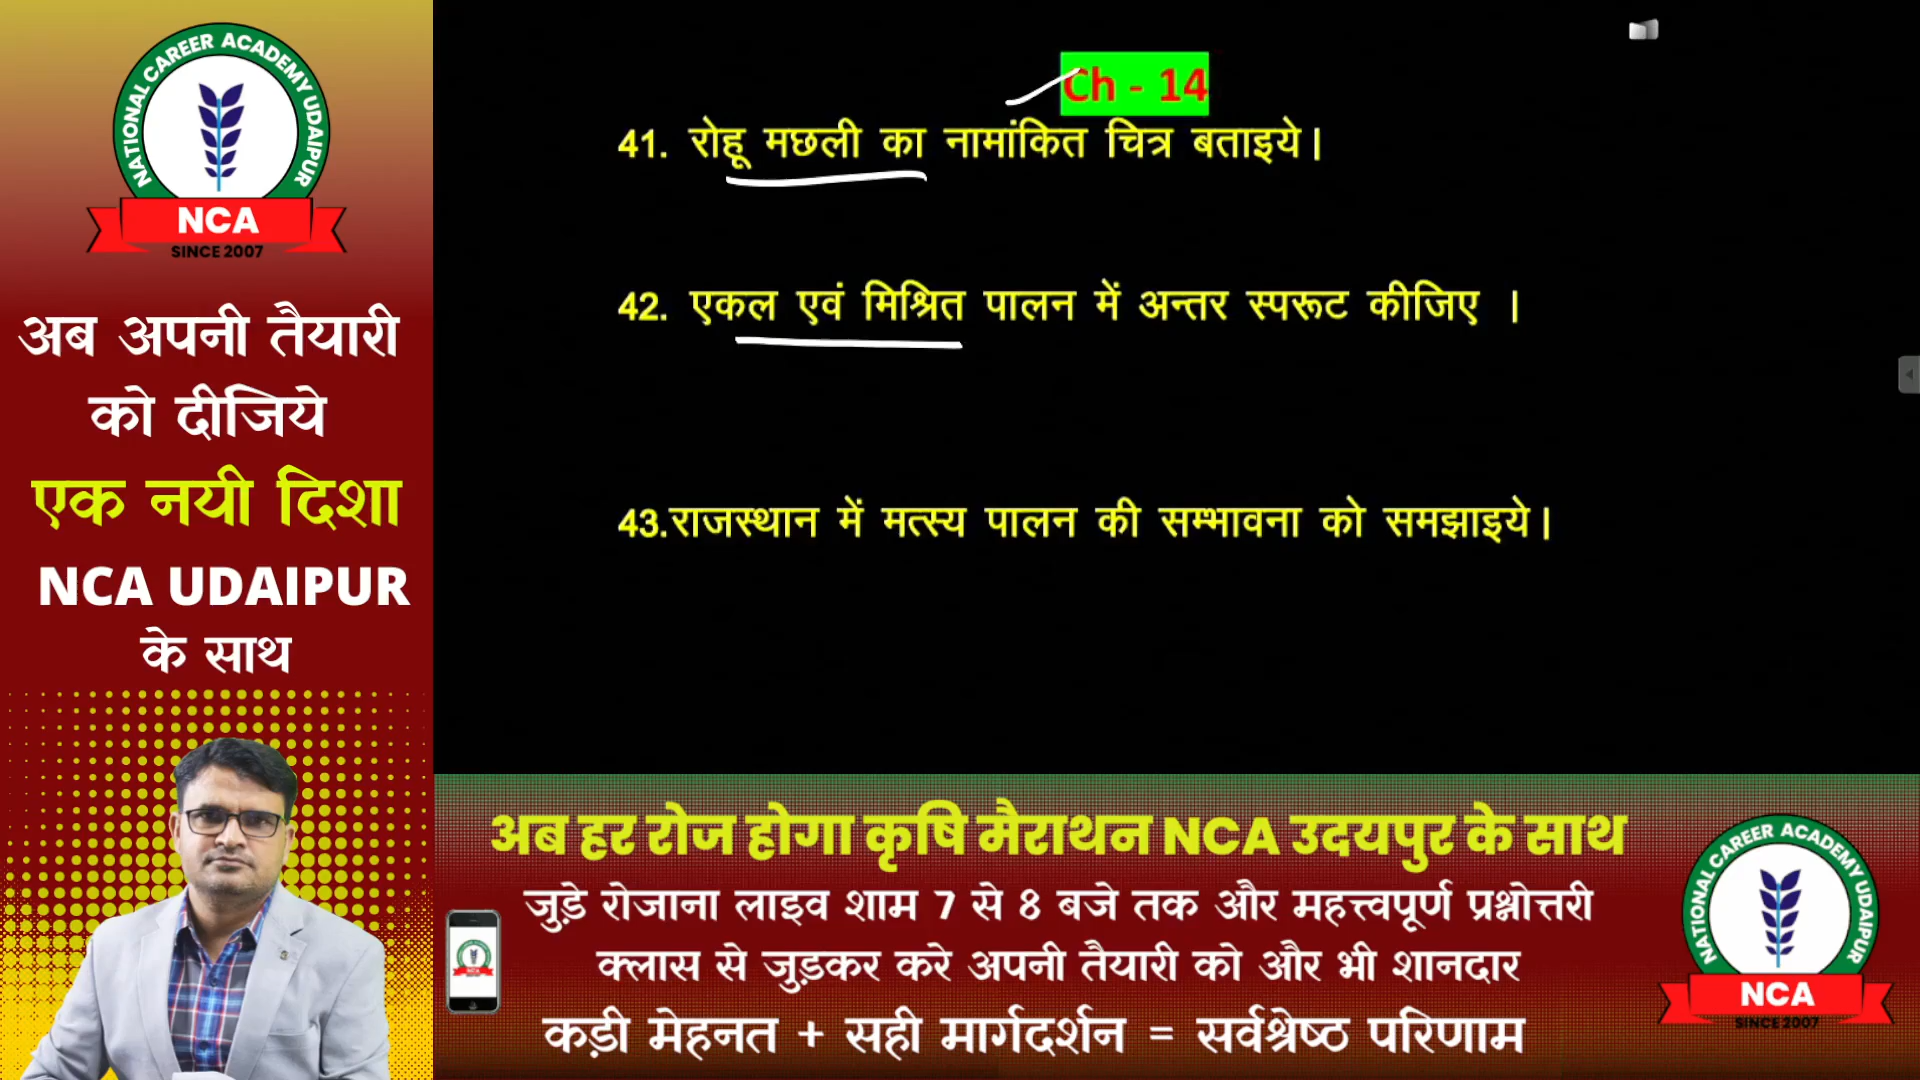 NATIONAL CAREER ACADEMY UDAIPUR
NCA
SINCE 2007
अब अपनी तैयारी
को दीजिये
एक नयी दिशा
NCA UDAIPUR
के साथ
Ch - 14
41. रोहू मछली का नामांकित चित्र बताइये।
42. एकल एवं मिश्रित पालन में अन्तर स्परूट कीजिए ।
43.राजस्थान में मत्स्य पालन की सम्भावना को समझाइये।
अब हर रोज होगा कृषि मैराथन NCA उदयपुर के साथ
जुड़े रोजाना लाइव शाम 7 से 8 बजे तक और महत्त्वपूर्ण प्रश्नोत्तरी
क्लास से जुड़कर करे अपनी तैयारी को और भी शानदार
कड़ी मेहनत + सही मार्गदर्शन = सर्वश्रेष्ठ परिणाम
NATIONAL CAREER ACADEMY UDAIPUR
NCA
SINCE 2007